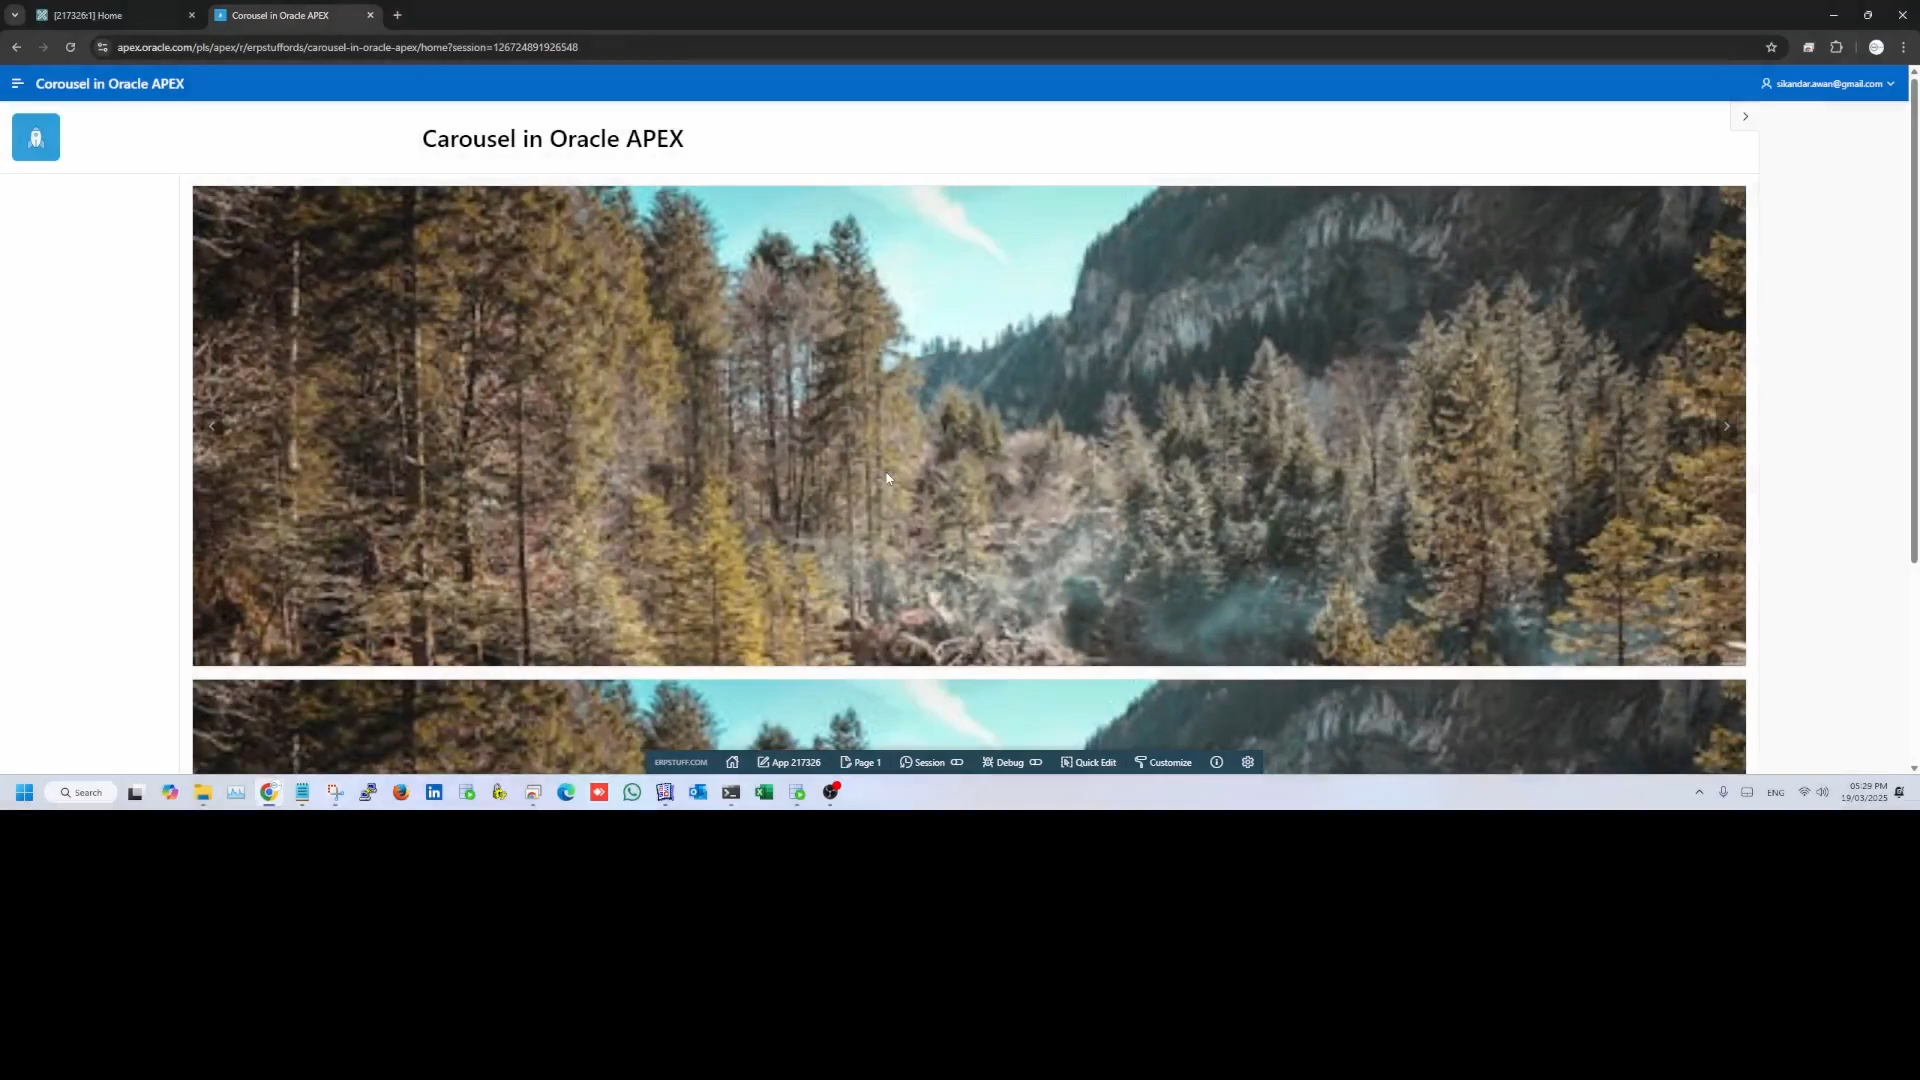 [217326:1] Home
Corousel in Oracle APEX
apex.oracle.com/pls/apex/r/erpstuffords/carousel-in-oracle-apex/home?session=126724891926548
Corousel in Oracle APEX
sikandar.awan@gmail.com
Carousel in Oracle APEX
ERPSTUFF.COM
App 217326
Page 1
Session
Debug
Quick Edit
Customize
Search
ENG
05:29 PM
19/03/2025